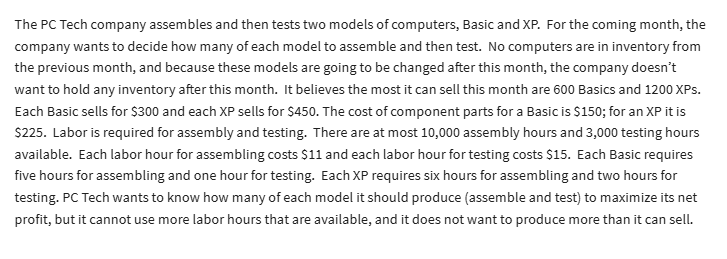 The PC Tech company assembles and then tests two models of computers, Basic and XP.  For the coming month, the
company wants to decide how many of each model to assemble and then test.  No computers are in inventory from
the previous month, and because these models are going to be changed after this month, the company doesn't
want to hold any inventory after this month.  It believes the most it can sell this month are 600 Basics and 1200 XPs.
Each Basic sells for $300 and each XP sells for $450. The cost of component parts for a Basic is $150; for an XP it is
$225.  Labor is required for assembly and testing.  There are at most 10,000 assembly hours and 3,000 testing hours
available.  Each labor hour for assembling costs $11 and each labor hour for testing costs $15.  Each Basic requires
five hours for assembling and one hour for testing.  Each XP requires six hours for assembling and two hours for
testing. PC Tech wants to know how many of each model it should produce (assemble and test) to maximize its net
profit, but it cannot use more labor hours that are available, and it does not want to produce more than it can sell.